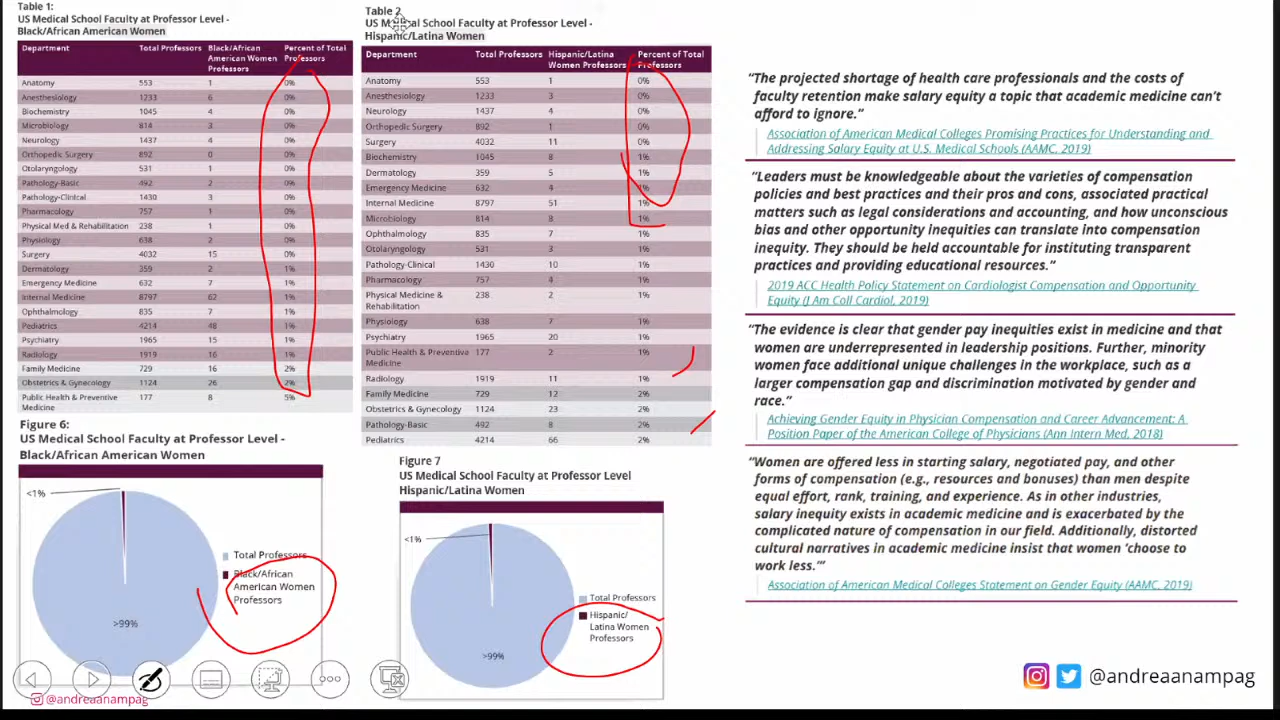 Table 1:
US Medical School Faculty at Professor Level -
Black/African American Women
Department Total Professors Black/African American Women Professors Percent of Total Professors
Anatomy 553 1 0%
Anesthesiology 1233 6 0%
Biochemistry 1045 4 0%
Microbiology 814 3 0%
Neurology 1437 4 0%
Orthopedic Surgery 892 0 0%
Otolaryngology 531 1 0%
Pathology-Basic 492 2 0%
Pathology-Clinical 1430 3 0%
Pharmacology 757 1 0%
Physical Med & Rehabilitation 238 1 0%
Physiology 638 2 0%
Surgery 4032 15 0%
Dermatology 359 2 1%
Emergency Medicine 632 7 1%
Internal Medicine 8797 62 1%
Ophthalmology 835 7 1%
Pediatrics 4214 48 1%
Psychiatry 1965 15 1%
Radiology 1919 16 1%
Family Medicine 729 16 2%
Obstetrics & Gynecology 1124 26 2%
Public Health & Preventive Medicine 177 8 5%
Figure 6:
US Medical School Faculty at Professor Level -
Black/African American Women
<1%
>99%
Total Professors
Black/African
American Women
Professors
@andreaanampag
Table 2
US Medical School Faculty at Professor Level -
Hispanic/Latina Women
Department Total Professors Hispanic/Latina Women Professors Percent of Total Professors
Anatomy 553 1 0%
Anesthesiology 1233 3 0%
Neurology 1437 4 0%
Orthopedic Surgery 892 1 0%
Surgery 4032 11 0%
Biochemistry 1045 8 1%
Dermatology 359 5 1%
Emergency Medicine 632 4 1%
Internal Medicine 8797 51 1%
Microbiology 814 8 1%
Ophthalmology 835 7 1%
Otolaryngology 531 3 1%
Pathology-Clinical 1430 10 1%
Pharmacology 757 4 1%
Physical Medicine &
Rehabilitation 238 2 1%
Physiology 638 7 1%
Psychiatry 1965 20 1%
Public Health & Preventive
Medicine 177 2 1%
Radiology 1919 11 1%
Family Medicine 729 12 2%
Obstetrics & Gynecology 1124 23 2%
Pathology-Basic 492 8 2%
Pediatrics 4214 66 2%
Figure 7
US Medical School Faculty at Professor Level
Hispanic/Latina Women
<1%
>99%
Total Professors
Hispanic/
Latina Women
Professors
“The projected shortage of health care professionals and the costs of
faculty retention make salary equity a topic that academic medicine can’t
afford to ignore.”
Association of American Medical Colleges Promising Practices for Understanding and
Addressing Salary Equity at U.S. Medical Schools (AAMC, 2019)
“Leaders must be knowledgeable about the varieties of compensation
policies and best practices and their pros and cons, associated practical
matters such as legal considerations and accounting, and how unconscious
bias and other opportunity inequities can translate into compensation
inequity. They should be held accountable for instituting transparent
practices and providing educational resources.”
2019 ACC Health Policy Statement on Cardiologist Compensation and Opportunity
Equity (J Am Coll Cardiol, 2019)
“The evidence is clear that gender pay inequities exist in medicine and that
women are underrepresented in leadership positions. Further, minority
women face additional unique challenges in the workplace, such as a
larger compensation gap and discrimination motivated by gender and
race.”
Achieving Gender Equity in Physician Compensation and Career Advancement: A
Position Paper of the American College of Physicians (Ann Intern Med, 2018)
“Women are offered less in starting salary, negotiated pay, and other
forms of compensation (e.g., resources and bonuses) than men despite
equal effort, rank, training, and experience. As in other industries,
salary inequity exists in academic medicine and is exacerbated by the
complicated nature of compensation in our field. Additionally, distorted
cultural narratives in academic medicine insist that women ‘choose to
work less.’”
Association of American Medical Colleges Statement on Gender Equity (AAMC, 2019)
@andreaanampag